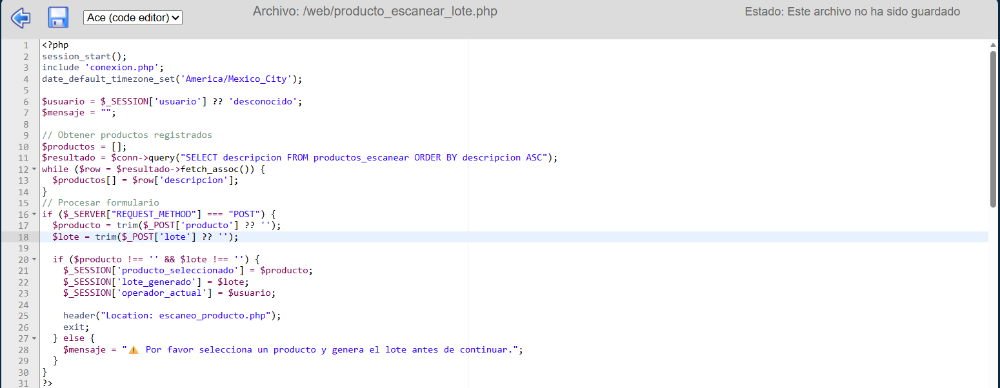 Ace (code editor)
Archivo: /web/producto_escanear_lote.php
Estado: Este archivo no ha sido guardado
1 <?php
2 session_start();
3 include 'conexion.php';
4 date_default_timezone_set('America/Mexico_City');
5
6 $usuario = $_SESSION['usuario'] ?? 'desconocido';
7 $mensaje = "";
8
9 // Obtener productos registrados
10 $productos = [];
11 $resultado = $conn->query("SELECT descripcion FROM productos_escanear ORDER BY descripcion ASC");
12 while ($row = $resultado->fetch_assoc()) {
13   $productos[] = $row['descripcion'];
14 }
15 // Procesar formulario
16 if ($_SERVER["REQUEST_METHOD"] === "POST") {
17   $producto = trim($_POST['producto'] ?? '');
18   $lote = trim($_POST['lote'] ?? '');
19
20   if ($producto !== '' && $lote !== '') {
21     $_SESSION['producto_seleccionado'] = $producto;
22     $_SESSION['lote_generado'] = $lote;
23     $_SESSION['operador_actual'] = $usuario;
24
25     header("Location: escaneo_producto.php");
26     exit;
27   } else {
28     $mensaje = "⚠️ Por favor selecciona un producto y genera el lote antes de continuar.";
29   }
30 }
31 ?>